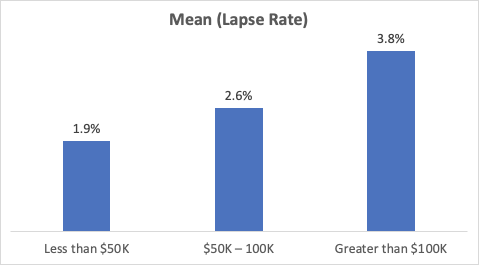 Mean (Lapse Rate)
3.8%
2.6%
1.9%
Less than $50K
$50K – 100K
Greater than $100K